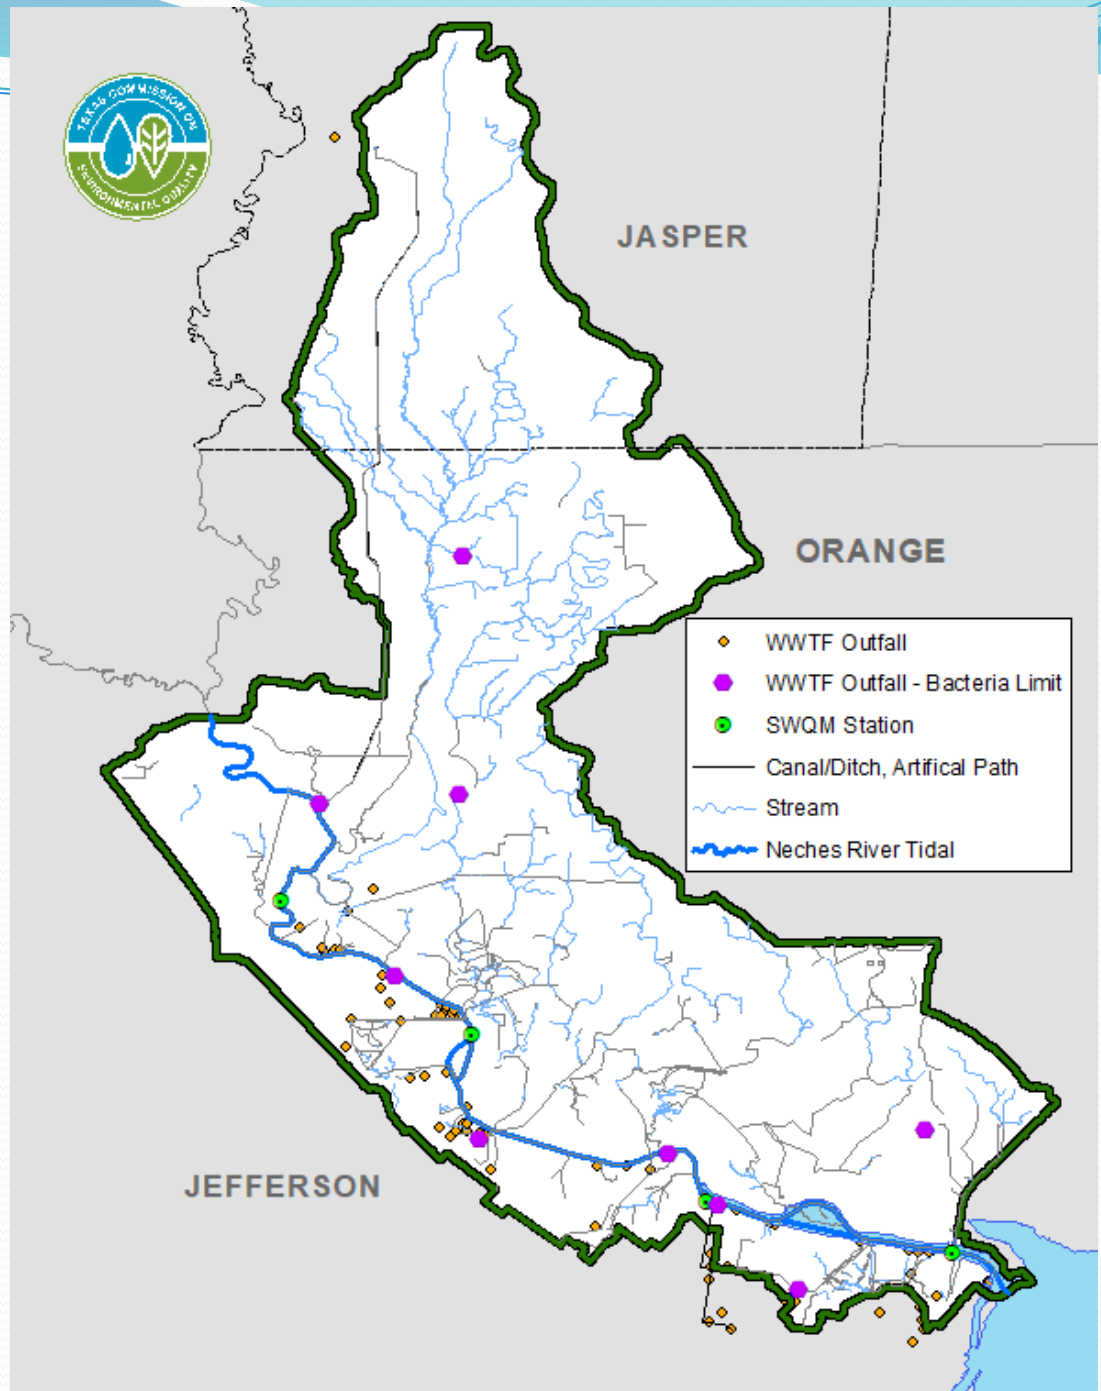 TEXAS COMMISSION ON
ENVIRONMENTAL QUALITY
JASPER
ORANGE
WWTF Outfall
WWTF Outfall - Bacteria Limit
SWQM Station
Canal/Ditch, Artifical Path
Stream
Neches River Tidal
JEFFERSON